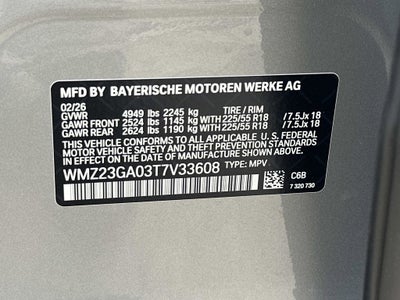 MFD BY BAYERISCHE MOTOREN WERKE AG
02/26
GVWR 4949 lbs 2245 kg TIRE / RIM
GAWR FRONT 2524 lbs 1145 kg 225/55 R18 / 7.5Jx 18
GAWR REAR 2624 lbs 1190 kg 225/55 R18 / 7.5Jx 18
THIS VEHICLE CONFORMS TO ALL APPLICABLE U. S. FEDERAL
MOTOR VEHICLE SAFETY AND THEFT PREVENTION STANDARDS
IN EFFECT ON THE DATE OF MANUFACTURE SHOWN ABOVE.
WMZ23GA03T7V33608 TYPE: MPV C6B
7 320 730